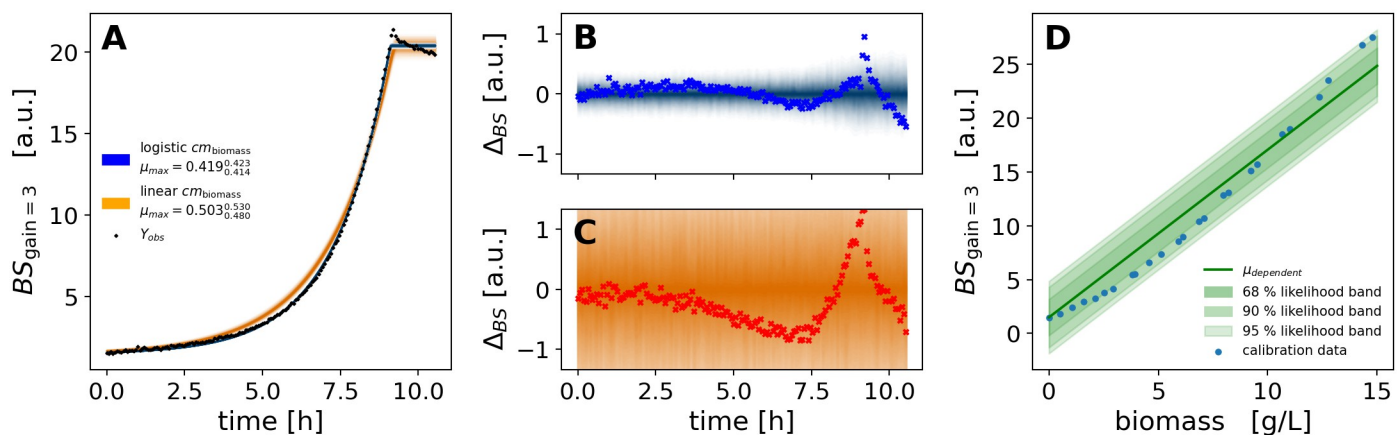 A
BS_gain = 3 [a.u.]
20
15
10
5
logistic cm_biomass
μ_max = 0.419^0.423_0.414
linear cm_biomass
μ_max = 0.503^0.530_0.480
Y_obs
0.0 2.5 5.0 7.5 10.0
time [h]
B
Δ_BS [a.u.]
1
0
−1
C
Δ_BS [a.u.]
1
0
−1
0.0 2.5 5.0 7.5 10.0
time [h]
D
BS_gain = 3 [a.u.]
25
20
15
10
5
0
μ_dependent
68 % likelihood band
90 % likelihood band
95 % likelihood band
calibration data
0 5 10 15
biomass [g/L]